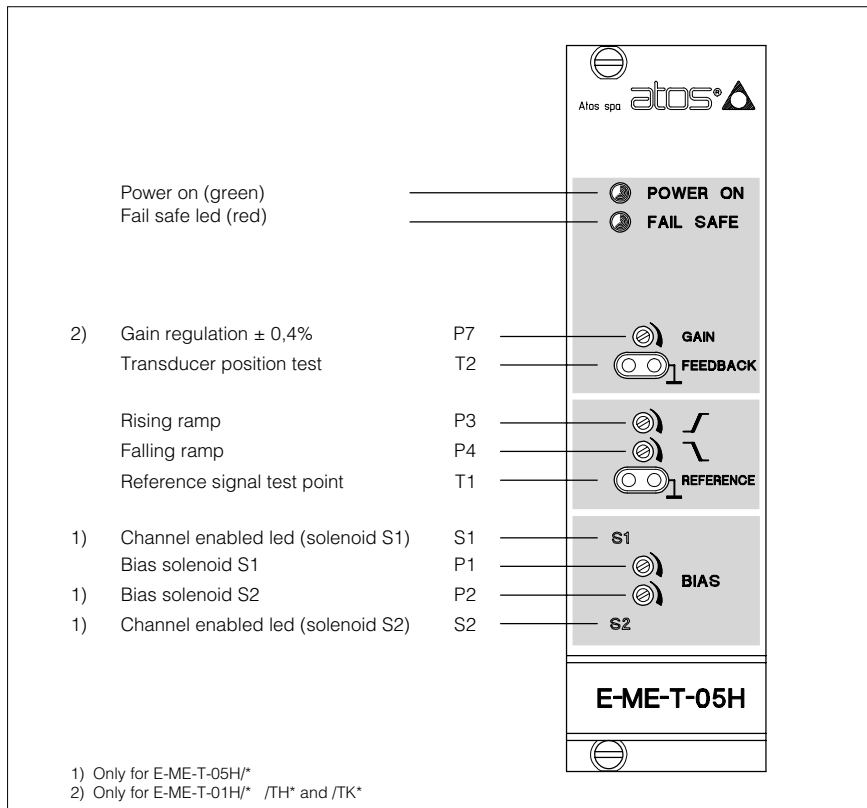 Atos spa atos®
Power on (green) POWER ON
Fail safe led (red) FAIL SAFE
2) Gain regulation ± 0,4% P7 GAIN
Transducer position test T2 FEEDBACK
Rising ramp P3
Falling ramp P4
Reference signal test point T1 REFERENCE
1) Channel enabled led (solenoid S1) S1 S1
Bias solenoid S1 P1
BIAS
1) Bias solenoid S2 P2
1) Channel enabled led (solenoid S2) S2 S2
E-ME-T-05H
1) Only for E-ME-T-05H/*
2) Only for E-ME-T-01H/* /TH* and /TK*